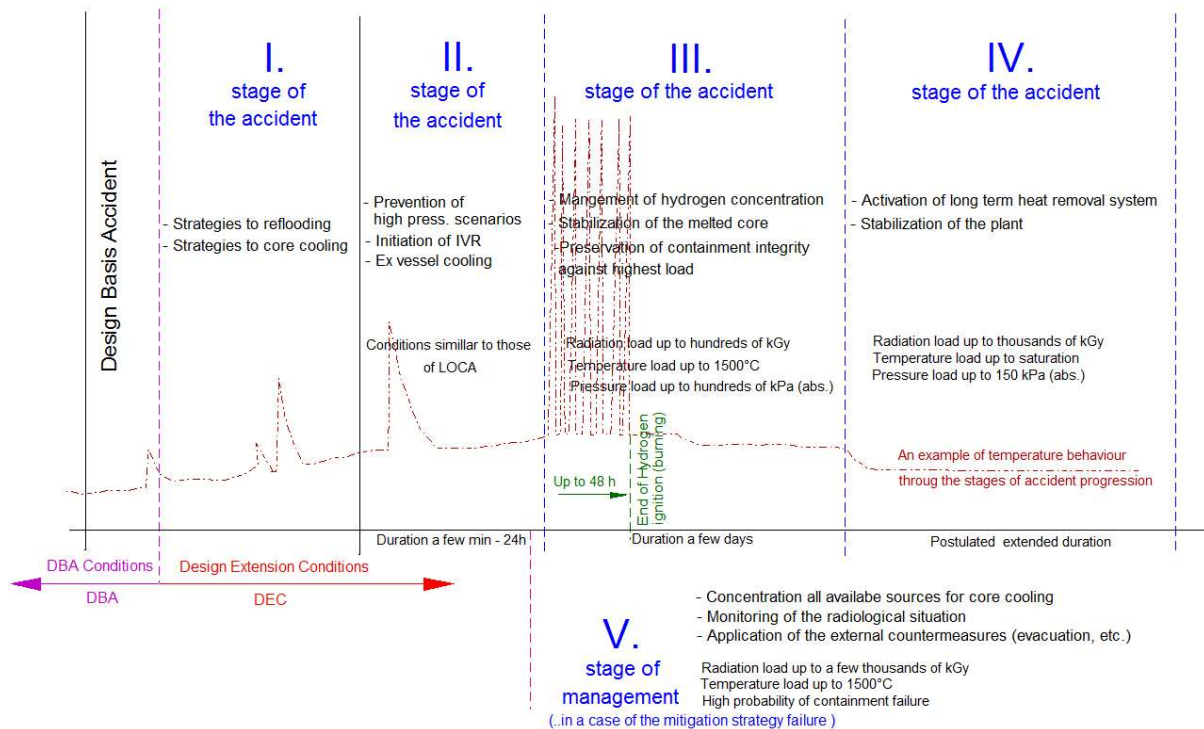 I.
stage of
the accident
II.
stage of
the accident
III.
stage of the accident
IV.
stage of the accident
Design Basis Accident
- Strategies to reflooding
- Strategies to core cooling
- Prevention of
high press. scenarios
- Initiation of IVR
- Ex vessel cooling
- Mangement of hydrogen concentration
- Stabilization of the melted core
- Preservation of containment integrity
against highest load
- Activation of long term heat removal system
- Stabilization of the plant
Conditions simillar to those
of LOCA
Radiation load up to hundreds of kGy
Temperature load up to 1500°C
Pressure load up to hundreds of kPa (abs.)
Radiation load up to thousands of kGy
Temperature load up to saturation
Pressure load up to 150 kPa (abs.)
Up to 48 h
End of Hydrogen
ignition (burning)
An example of temperature behaviour
throug the stages of accident progression
Duration a few min - 24h
Duration a few days
Postulated extended duration
DBA Conditions
Design Extension Conditions
DBA
DEC
V.
stage of
management
(..in a case of the mitigation strategy failure )
- Concentration all availabe sources for core cooling
- Monitoring of the radiological situation
- Application of the external countermeasures (evacuation, etc.)
Radiation load up to a few thousands of kGy
Temperature load up to 1500°C
High probability of containment failure